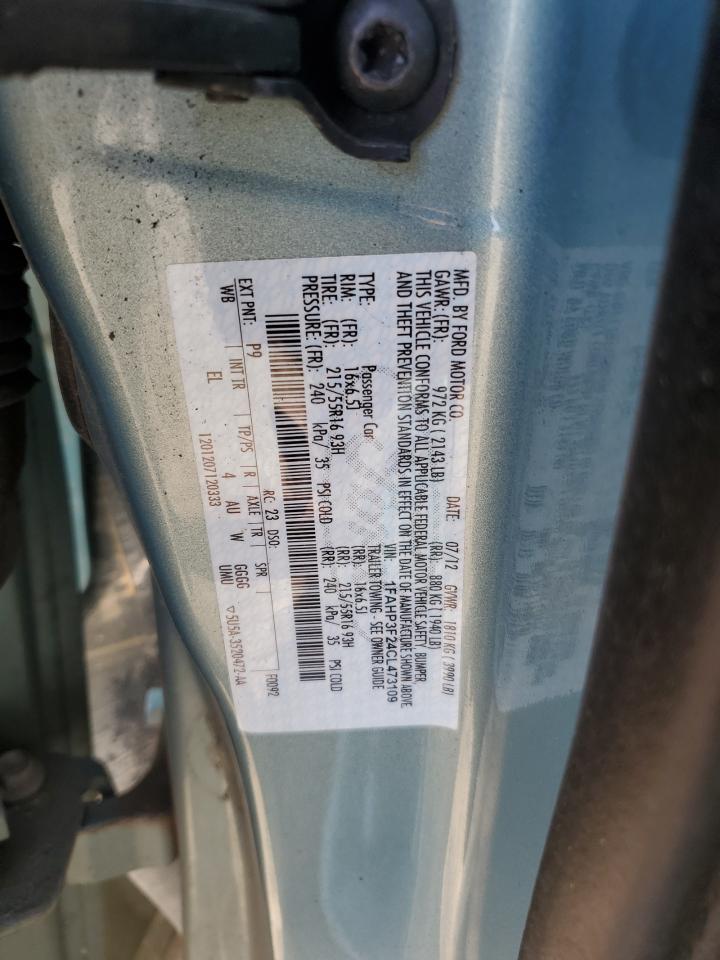 MFD. BY FORD MOTOR CO.
DATE: 07/12 GVWR: 1810 KG ( 3990 LB)
GAWR: (FR): 972 KG ( 2143 LB) (RR): 880 KG ( 1940 LB)
THIS VEHICLE CONFORMS TO ALL APPLICABLE FEDERAL MOTOR VEHICLE SAFETY BUMPER
AND THEFT PREVENTION STANDARDS IN EFFECT ON THE DATE OF MANUFACTURE SHOWN ABOVE
VIN: 1FAHP3F24CL473109
TYPE: Passenger Car TRAILER TOWING - SEE OWNER GUIDE
RIM: (FR): 16x6.5J (RR): 16x6.5J
TIRE: (FR): 215/55R16 93H (RR): 215/55R16 93H
PRESSURE: (FR): 240 kPa/ 35 PSI COLD (RR): 240 kPa/ 35 PSI COLD
RC: 23 DSO: F0092
EXT PNT: P9
WB INT TR TP/PS R AXLE TR SPR
EL 4 AU W GGGG
UMU
1201207120333 ▽5U5A-3520472-AA